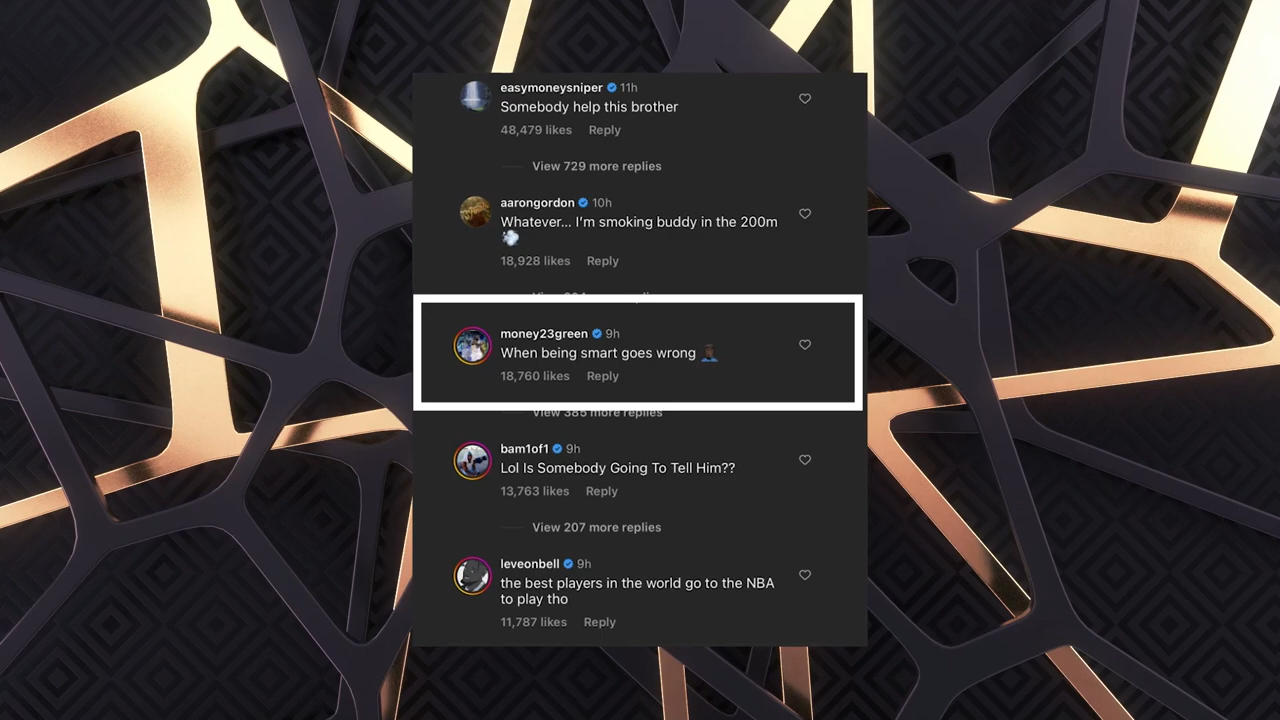 easymoneysniper 11h
Somebody help this brother
48,479 likes Reply
View 729 more replies
aarongordon 10h
Whatever... I'm smoking buddy in the 200m
💨
18,928 likes Reply
money23green 9h
When being smart goes wrong 🤦🏿‍♂️
18,760 likes Reply
View 385 more replies
bam1of1 9h
Lol Is Somebody Going To Tell Him??
13,763 likes Reply
View 207 more replies
leveonbell 9h
the best players in the world go to the NBA
to play tho
11,787 likes Reply